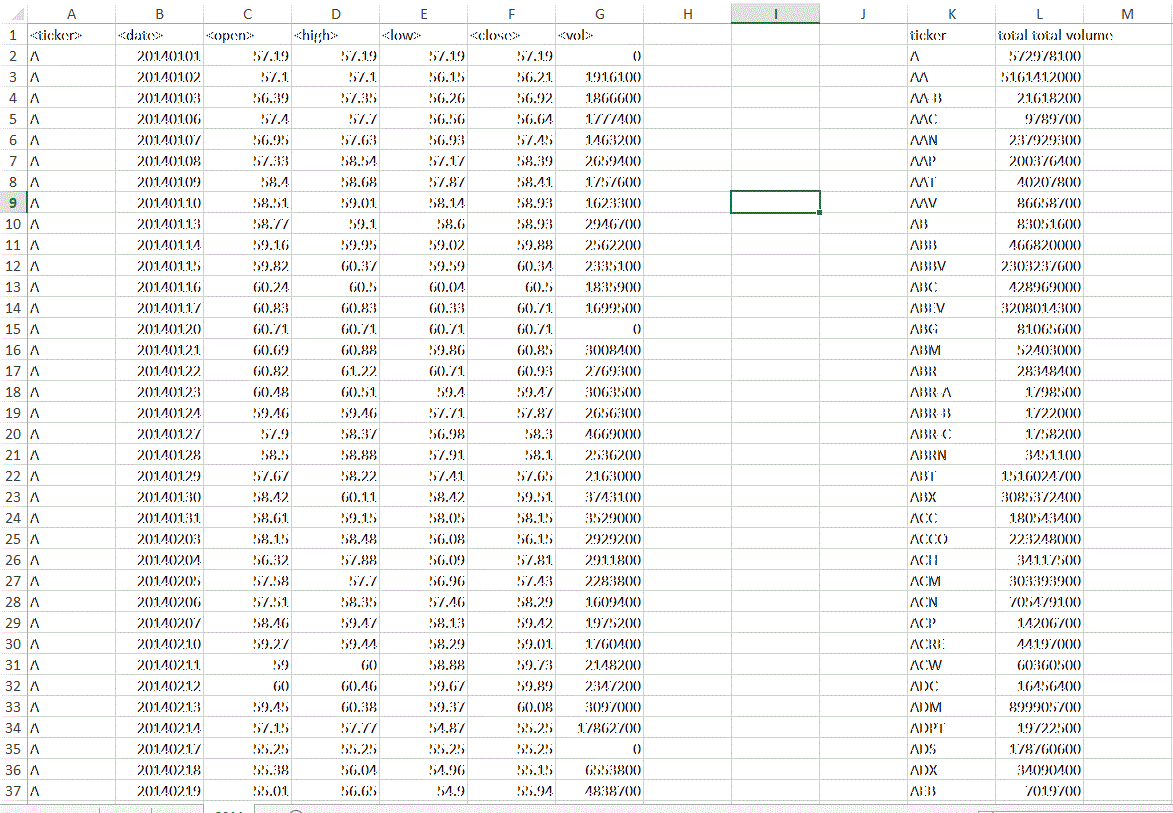 A B C D E F G H I J K L M
1 <ticker> <date> <open> <high> <low> <close> <vol> ticker total total volume
2 A 20140101 57.19 57.19 57.19 57.19 0 A 572978100
3 A 20140102 57.1 57.1 56.15 56.21 1916100 AA 5161412000
4 A 20140103 56.39 57.35 56.26 56.92 1866600 AA-B 21618200
5 A 20140106 57.4 57.7 56.56 56.64 1777400 AAC 9789700
6 A 20140107 56.95 57.63 56.93 57.45 1463200 AAN 237929300
7 A 20140108 57.33 58.54 57.17 58.39 2659400 AAP 200376400
8 A 20140109 58.4 58.68 57.87 58.41 1757600 AAT 40207800
9 A 20140110 58.51 59.01 58.14 58.93 1623300 AAV 86658700
10 A 20140113 58.77 59.1 58.6 58.93 2946700 AB 83051600
11 A 20140114 59.16 59.95 59.02 59.88 2562200 ABB 466820000
12 A 20140115 59.82 60.37 59.59 60.34 2335100 ABBV 2303237600
13 A 20140116 60.24 60.5 60.04 60.5 1835900 ABC 428969000
14 A 20140117 60.83 60.83 60.33 60.71 1699500 ABEV 3208014300
15 A 20140120 60.71 60.71 60.71 60.71 0 ABG 81065600
16 A 20140121 60.69 60.88 59.86 60.85 3008400 ABM 52403000
17 A 20140122 60.82 61.22 60.71 60.93 2769300 ABR 28348400
18 A 20140123 60.48 60.51 59.4 59.47 3063500 ABR-A 1798500
19 A 20140124 59.46 59.46 57.71 57.87 2656300 ABR-B 1722000
20 A 20140127 57.9 58.37 56.98 58.3 4669000 ABR-C 1758200
21 A 20140128 58.5 58.88 57.91 58.1 2536200 ABRN 3451100
22 A 20140129 57.67 58.22 57.41 57.65 2163000 ABT 1516024700
23 A 20140130 58.42 60.11 58.42 59.51 3743100 ABX 3085372400
24 A 20140131 58.61 59.15 58.05 58.15 3529000 ACC 180543400
25 A 20140203 58.15 58.48 56.08 56.15 2929200 ACCO 223248000
26 A 20140204 56.32 57.88 56.09 57.81 2911800 ACH 34117500
27 A 20140205 57.58 57.7 56.96 57.43 2283800 ACM 303393900
28 A 20140206 57.51 58.35 57.46 58.29 1609400 ACN 705479100
29 A 20140207 58.46 59.47 58.13 59.42 1975200 ACP 14206700
30 A 20140210 59.27 59.44 58.29 59.01 1760400 ACRE 44197000
31 A 20140211 59 60 58.88 59.73 2148200 ACW 60360500
32 A 20140212 60 60.46 59.67 59.89 2347200 ADC 16456400
33 A 20140213 59.45 60.38 59.37 60.08 3097000 ADM 899905700
34 A 20140214 57.15 57.77 54.87 55.25 17862700 ADPT 19722500
35 A 20140217 55.25 55.25 55.25 55.25 0 ADS 178760600
36 A 20140218 55.38 56.04 54.96 55.15 6553800 ADX 34090400
37 A 20140219 55.01 56.65 54.9 55.94 4838700 AEB 7019700